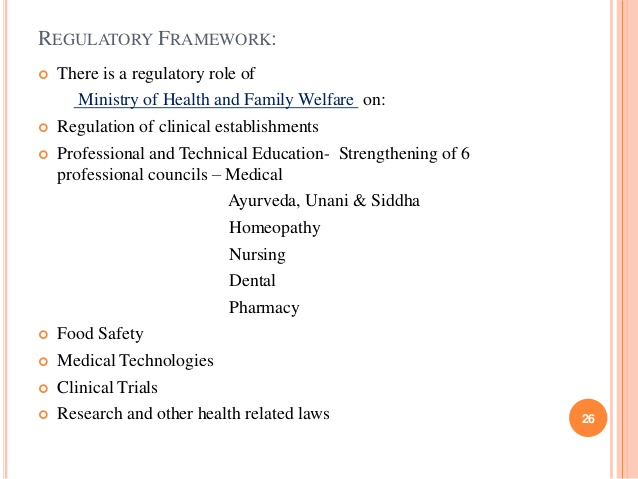 REGULATORY FRAMEWORK:
There is a regulatory role of
Ministry of Health and Family Welfare on:
Regulation of clinical establishments
Professional and Technical Education- Strengthening of 6
professional councils – Medical
Ayurveda, Unani & Siddha
Homeopathy
Nursing
Dental
Pharmacy
Food Safety
Medical Technologies
Clinical Trials
Research and other health related laws
26